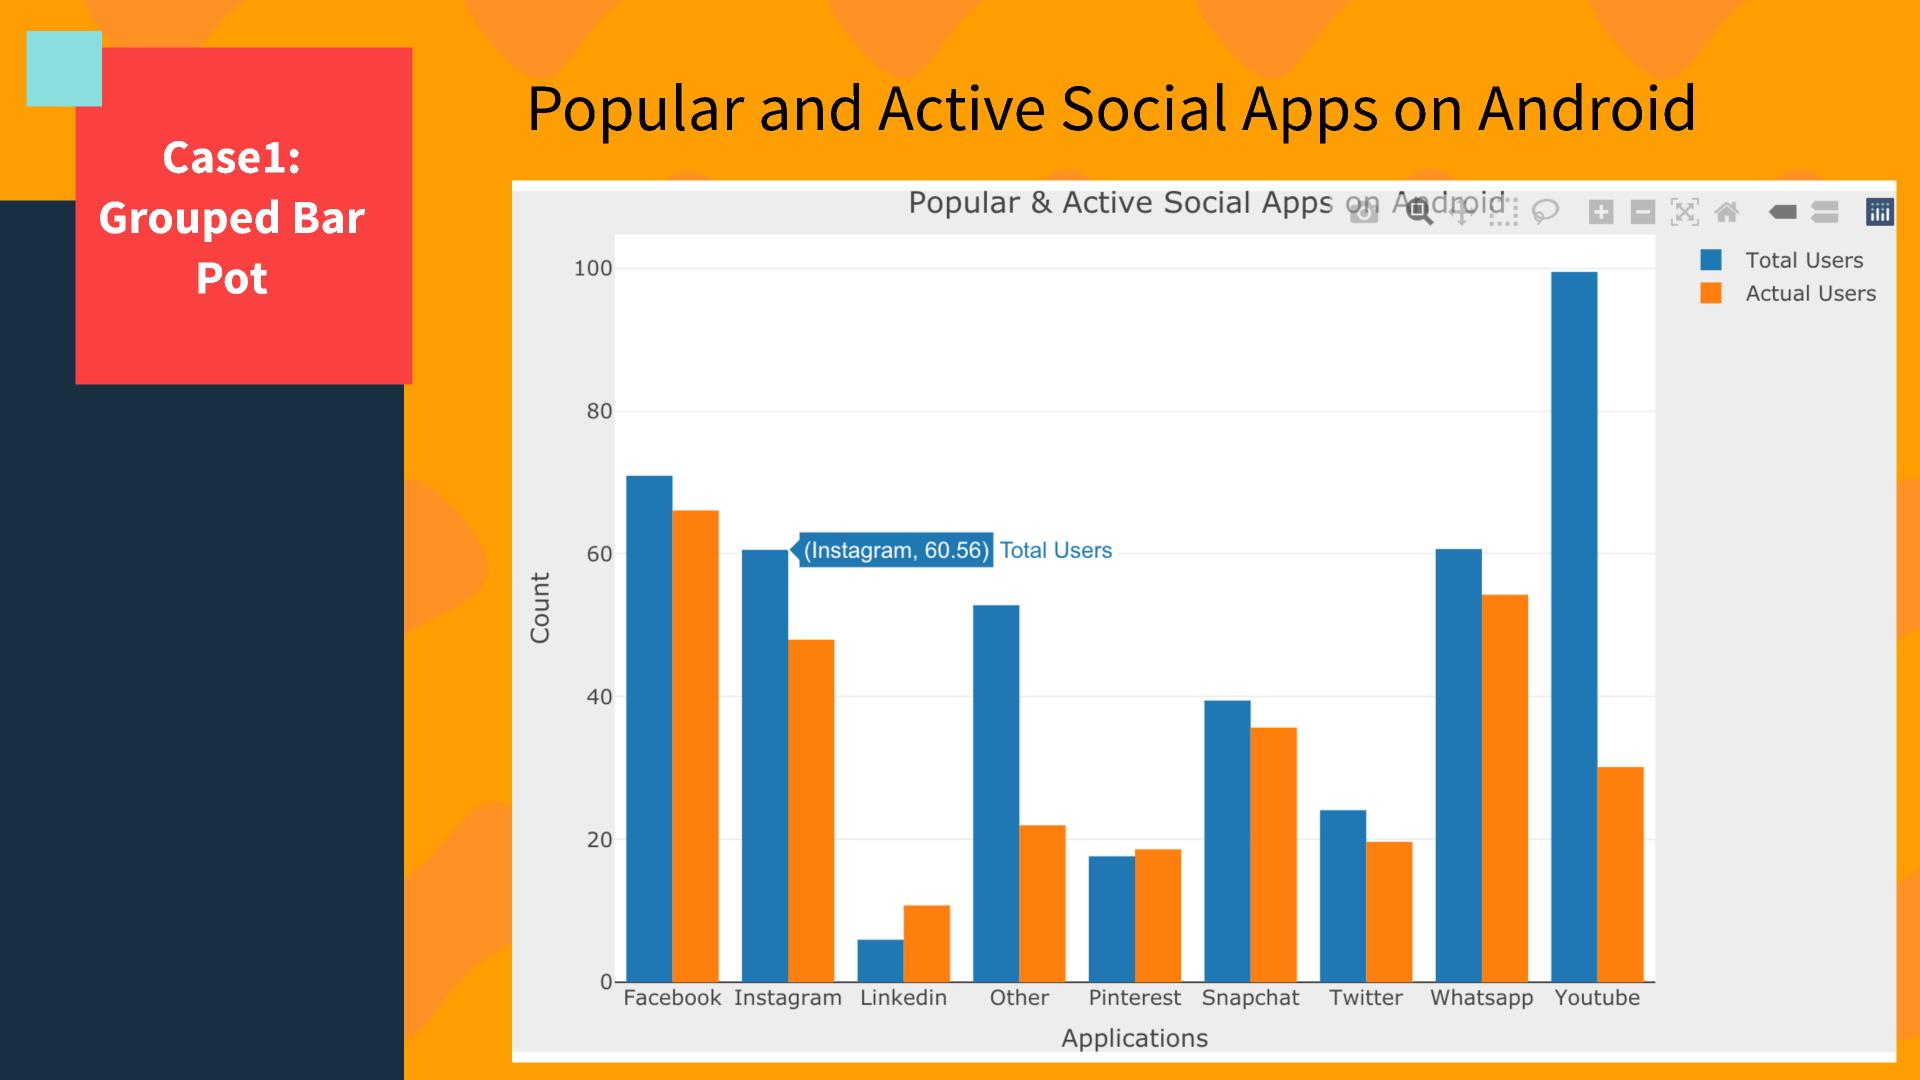 Case1:
Grouped Bar
Pot
Popular and Active Social Apps on Android
Popular & Active Social Apps on Android
Total Users
Actual Users
100
80
60
40
20
0
Count
(Instagram, 60.56) Total Users
Facebook Instagram Linkedin Other Pinterest Snapchat Twitter Whatsapp Youtube
Applications